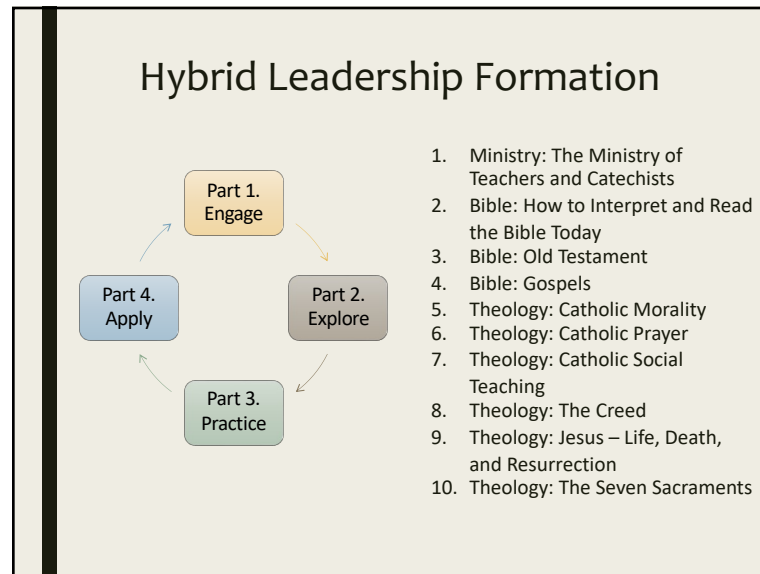 Hybrid Leadership Formation
Part 1.
Engage
Part 2.
Explore
Part 3.
Practice
Part 4.
Apply
1. Ministry: The Ministry of
Teachers and Catechists
2. Bible: How to Interpret and Read
the Bible Today
3. Bible: Old Testament
4. Bible: Gospels
5. Theology: Catholic Morality
6. Theology: Catholic Prayer
7. Theology: Catholic Social
Teaching
8. Theology: The Creed
9. Theology: Jesus – Life, Death,
and Resurrection
10. Theology: The Seven Sacraments